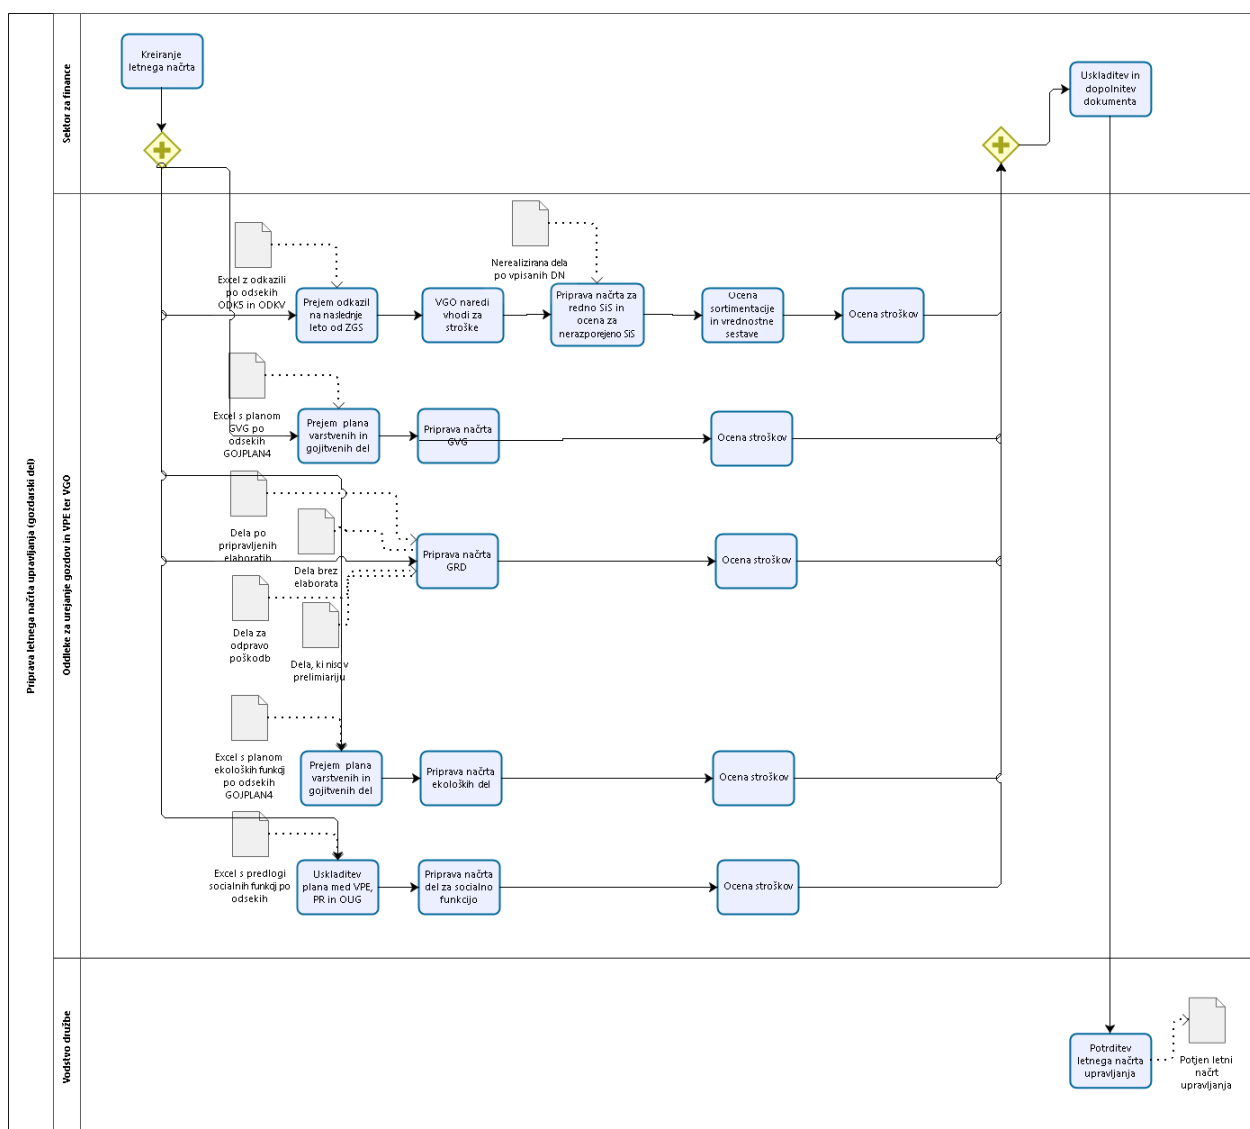 Priprava letnega načrta upravljanja (gozdarski del)
Sektor za finance
Kreiranje
letnega načrta
Uskladitev in
dopolnitev
dokumenta
Oddleke za urejanje gozdov in VPE ter VGO
Excel z odkazili
po odsekih
ODK5 in ODKV
Nerealizirana dela
po vpisanih DN
Prejem odkazil
na naslednje
leto od ZGS
VGO naredi
vhodi za
stroške
Priprava načrta za
redno SiS in
ocena za
nerazporejeno SiS
Ocena
sortimentacije
in vrednostne
sestave
Ocena stroškov
Excel s planom
GVG po
odsekih
GOJPLAN4
Prejem plana
varstvenih in
gojitvenih del
Priprava načrta
GVG
Ocena stroškov
Dela po
pripravljenih
elaboratih
Dela brez
elaborata
Priprava načrta
GRD
Ocena stroškov
Dela za
odpravo
poškodb
Dela, ki niso v
prelimiariju
Excel s planom
ekoloških funkcij
po odsekih
GOJPLAN4
Prejem plana
varstvenih in
gojitvenih del
Priprava načrta
ekoloških del
Ocena stroškov
Excel s predlogi
socialnih funkcij po
odsekih
Uskladitev
plana med VPE,
PR in OUG
Priprava načrta
del za socialno
funkcijo
Ocena stroškov
Vodstvo družbe
Potrditev
letnega načrta
upravljanja
Potjen letni
načrt
upravljanja